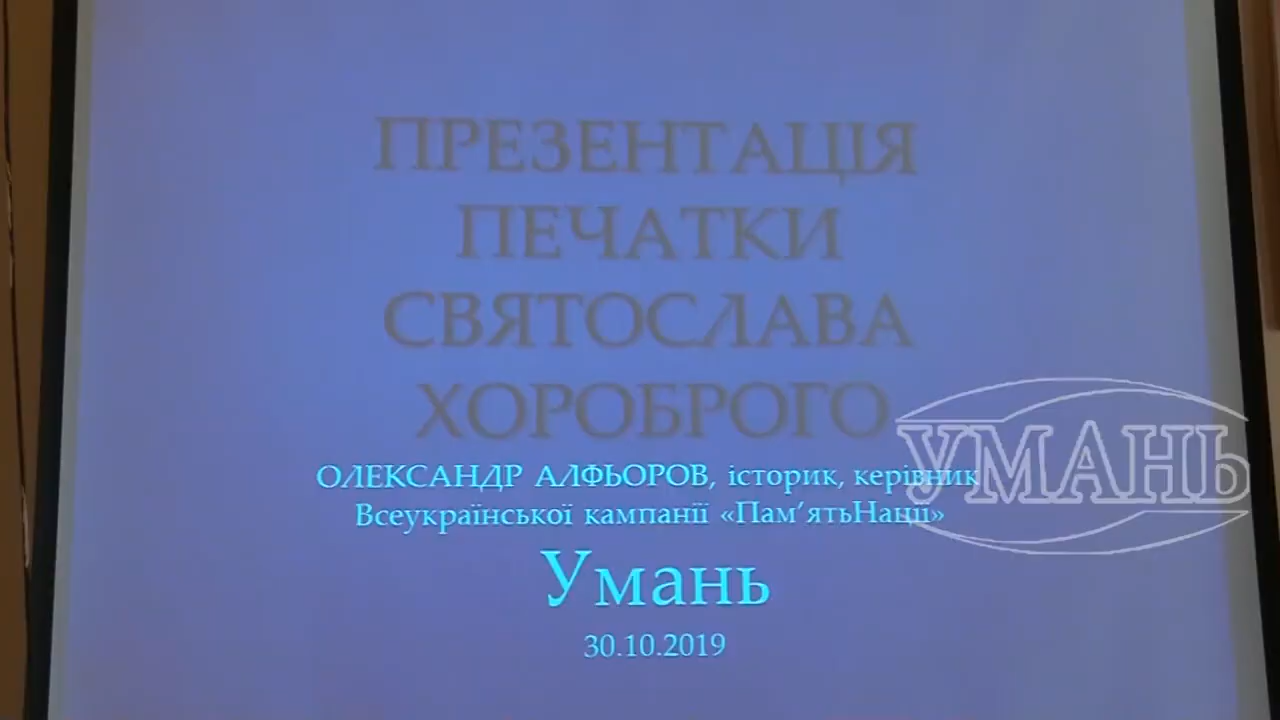 ПРЕЗЕНТАЦІЯ
ПЕЧАТКИ
СВЯТОСЛАВА
ХОРОБРОГО
ОЛЕКСАНДР АЛФЬОРОВ, історик, керівник
Всеукраїнської кампанії «Пам’ятьНації»
Умань
30.10.2019
УМАНЬ